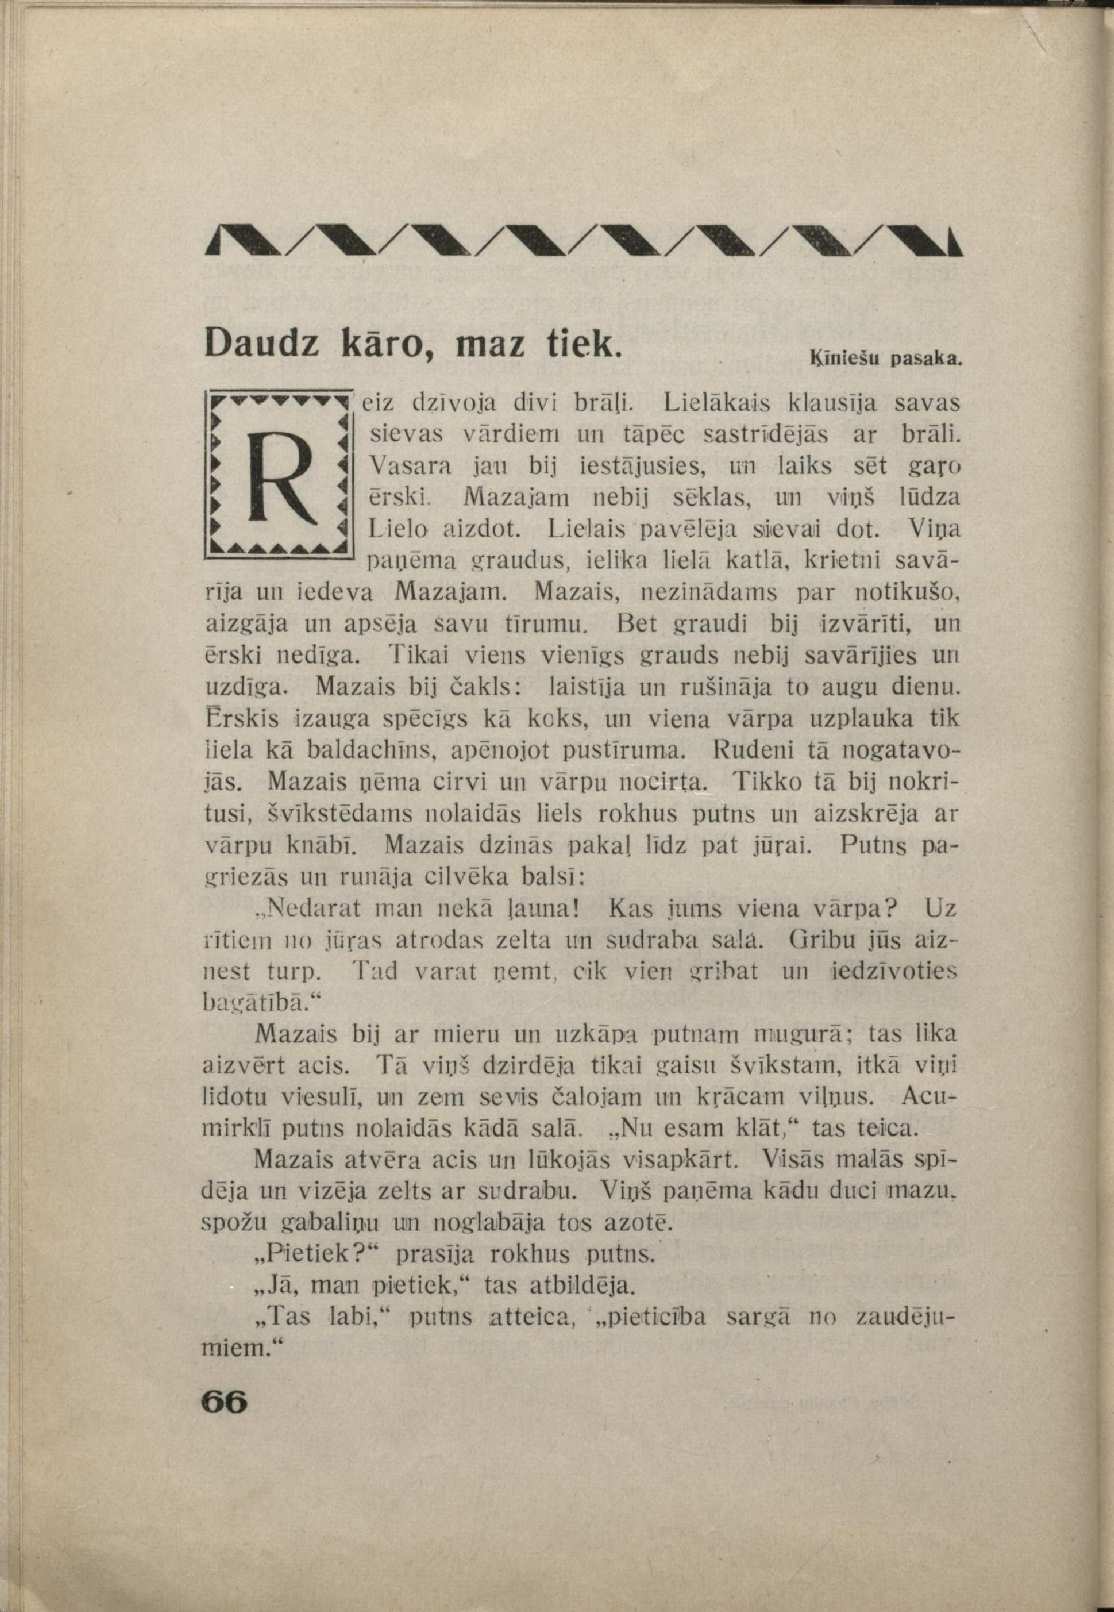 Daudz kāro, maz tiek.
Ķīniešu pasaka.
Reiz dzīvoja divi brāļi. Lielākais klausīja savas
sievas vārdiem un tāpēc sastrīdējās ar brāli.
Vasara jau bij iestājusies, un laiks sēt gaŗo
ērski. Mazajam nebij sēklas, un viņš lūdza
Lielo aizdot. Lielais pavēlēja sievai dot. Viņa
paņēma graudus, ielika lielā katlā, krietni savā-
rīja un iedeva Mazajam. Mazais, nezinādams par notikušo,
aizgāja un apsēja savu tīrumu. Bet graudi bij izvārīti, un
ērski nedīga. Tikai viens vienīgs grauds nebij savārījies un
uzdīga. Mazais bij čakls: laistīja un rušināja to augu dienu.
Ērskis izauga spēcīgs kā koks, un viena vārpa uzplauka tik
liela kā baldachīns, apēnojot pustīruma. Rudeni tā nogatavo-
jās. Mazais ņēma cirvi un vārpu nocirta. Tikko tā bij nokri-
tusi, švīkstēdams nolaidās liels rokhus putns un aizskrēja ar
vārpu knābī. Mazais dzinās pakaļ līdz pat jūŗai. Putns pa-
griezās un runāja cilvēka balsī:
„Nedarat man nekā ļauna! Kas jums viena vārpa? Uz
rītiem no jūŗas atrodas zelta un sudraba sala. Gribu jūs aiz-
nest turp. Tad varat ņemt, cik vien gribat un iedzīvoties
bagātībā.“
Mazais bij ar mieru un uzkāpa putnam mugurā; tas lika
aizvērt acis. Tā viņš dzirdēja tikai gaisu švīkstam, itkā viņi
lidotu viesulī, un zem sevis čalojam un kŗācam viļņus. Acu-
mirklī putns nolaidās kādā salā. „Nu esam klāt,“ tas teica.
Mazais atvēra acis un lūkojās visapkārt. Visās malās spī-
dēja un vizēja zelts ar sudrabu. Viņš paņēma kādu duci mazu,
spožu gabaliņu un noglabāja tos azotē.
„Pietiek?“ prasīja rokhus putns.
„Jā, man pietiek,“ tas atbildēja.
„Tas labi,“ putns atteica, „pieticība sargā no zaudēju-
miem.“
66